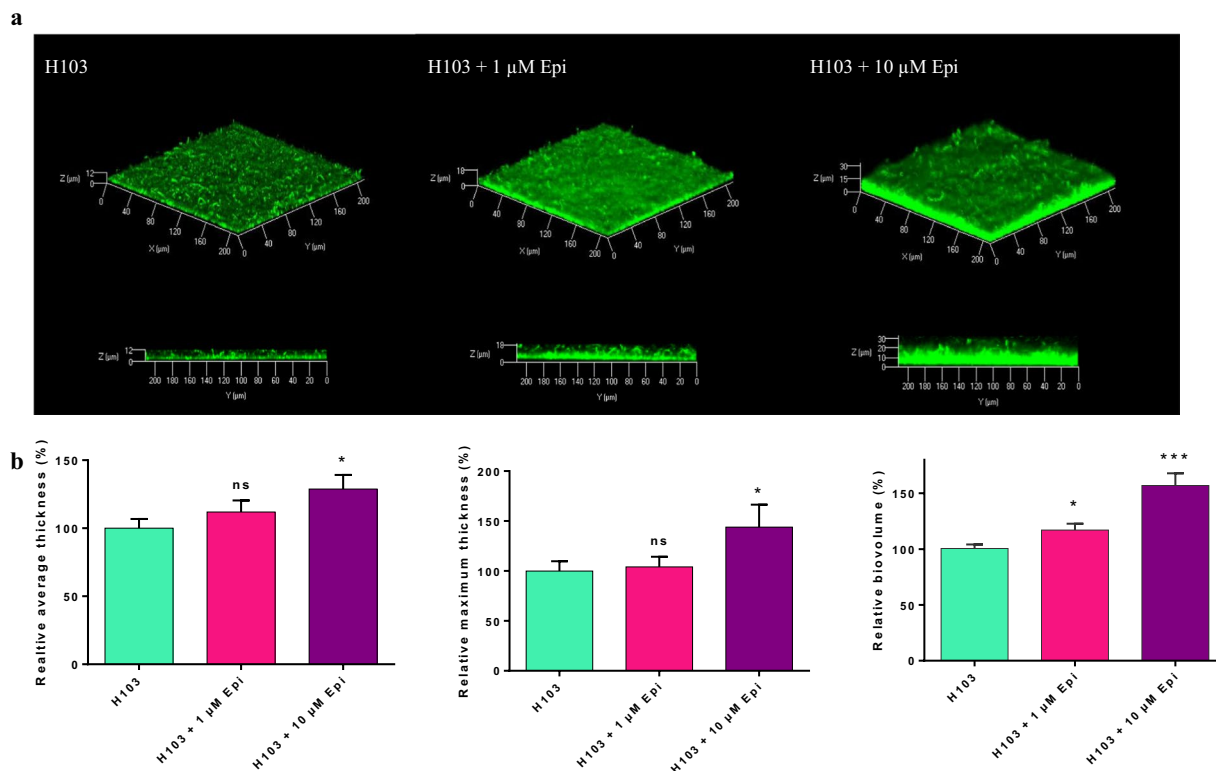 a
H103
H103 + 1 µM Epi
H103 + 10 µM Epi
Z (µm)
12
0
0
40
80
120
160
200
X (µm)
0
40
80
120
160
200
Y (µm)
Z (µm)
18
0
0
40
80
120
160
200
X (µm)
0
40
80
120
160
200
Y (µm)
Z (µm)
30
15
0
0
40
80
120
160
200
X (µm)
0
40
80
120
160
200
Y (µm)
Z (µm)
12
0
200 180 160 140 120 100 80 60 40 20 0
Y (µm)
Z (µm)
18
0
200 180 160 140 120 100 80 60 40 20 0
Y (µm)
Z (µm)
30
20
10
0
200 180 160 140 120 100 80 60 40 20 0
Y (µm)
b
Realtive average thickness (%)
150
100
50
0
ns
*
H103
H103 + 1 µM Epi
H103 + 10 µM Epi
Relative maximum thickness (%)
200
150
100
50
0
ns
*
H103
H103 + 1 µM Epi
H103 + 10 µM Epi
Relative biovolume (%)
150
100
50
0
*
***
H103
H103 + 1 µM Epi
H103 + 10 µM Epi